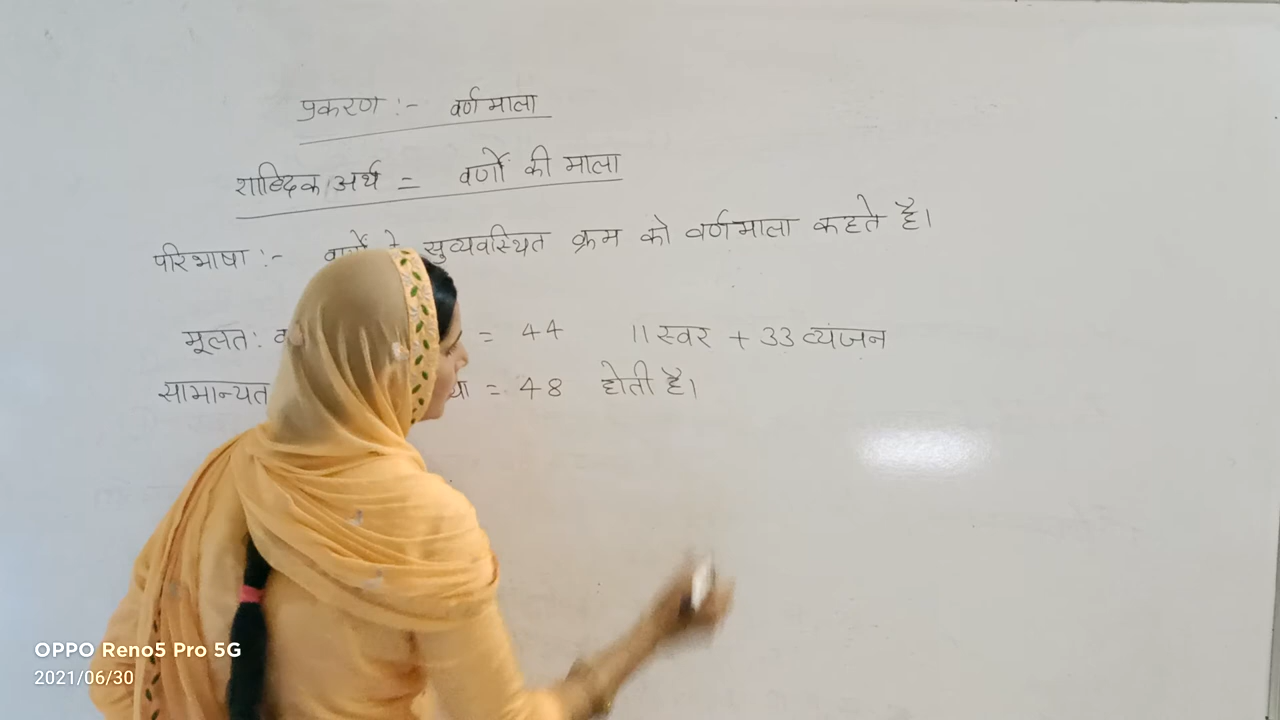 प्रकरण :- वर्णमाला
शाब्दिक अर्थ = वर्णों की माला
परिभाषा :- सुव्यवस्थित क्रम को वर्णमाला कहते है।
मूलत: = 44 11 स्वर + 33 व्यंजन
सामान्यत = 48 होती है।
OPPO Reno5 Pro 5G
2021/06/30